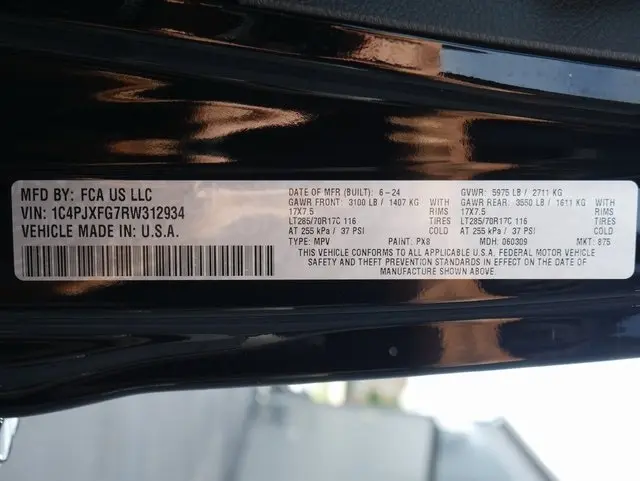 MFD BY: FCA US LLC
VIN: 1C4PJXFG7RW312934
VEHICLE MADE IN: U.S.A.
DATE OF MFR (BUILT): 6-24 GVWR: 5975 LB / 2711 KG
GAWR FRONT: 3100 LB / 1407 KG WITH GAWR REAR: 3550 LB / 1611 KG WITH
17X7.5 TIRES 17X7.5 TIRES
LT285/70R17C 116 LT285/70R17C 116
AT 255 kPa / 37 PSI COLD AT 255 kPa / 37 PSI COLD
TYPE: MPV PAINT: PX8 MDH: 060309 MKT: 875
THIS VEHICLE CONFORMS TO ALL APPLICABLE U.S.A. FEDERAL MOTOR VEHICLE
SAFETY AND THEFT PREVENTION STANDARDS IN EFFECT ON THE DATE OF
MANUFACTURE SHOWN ABOVE.